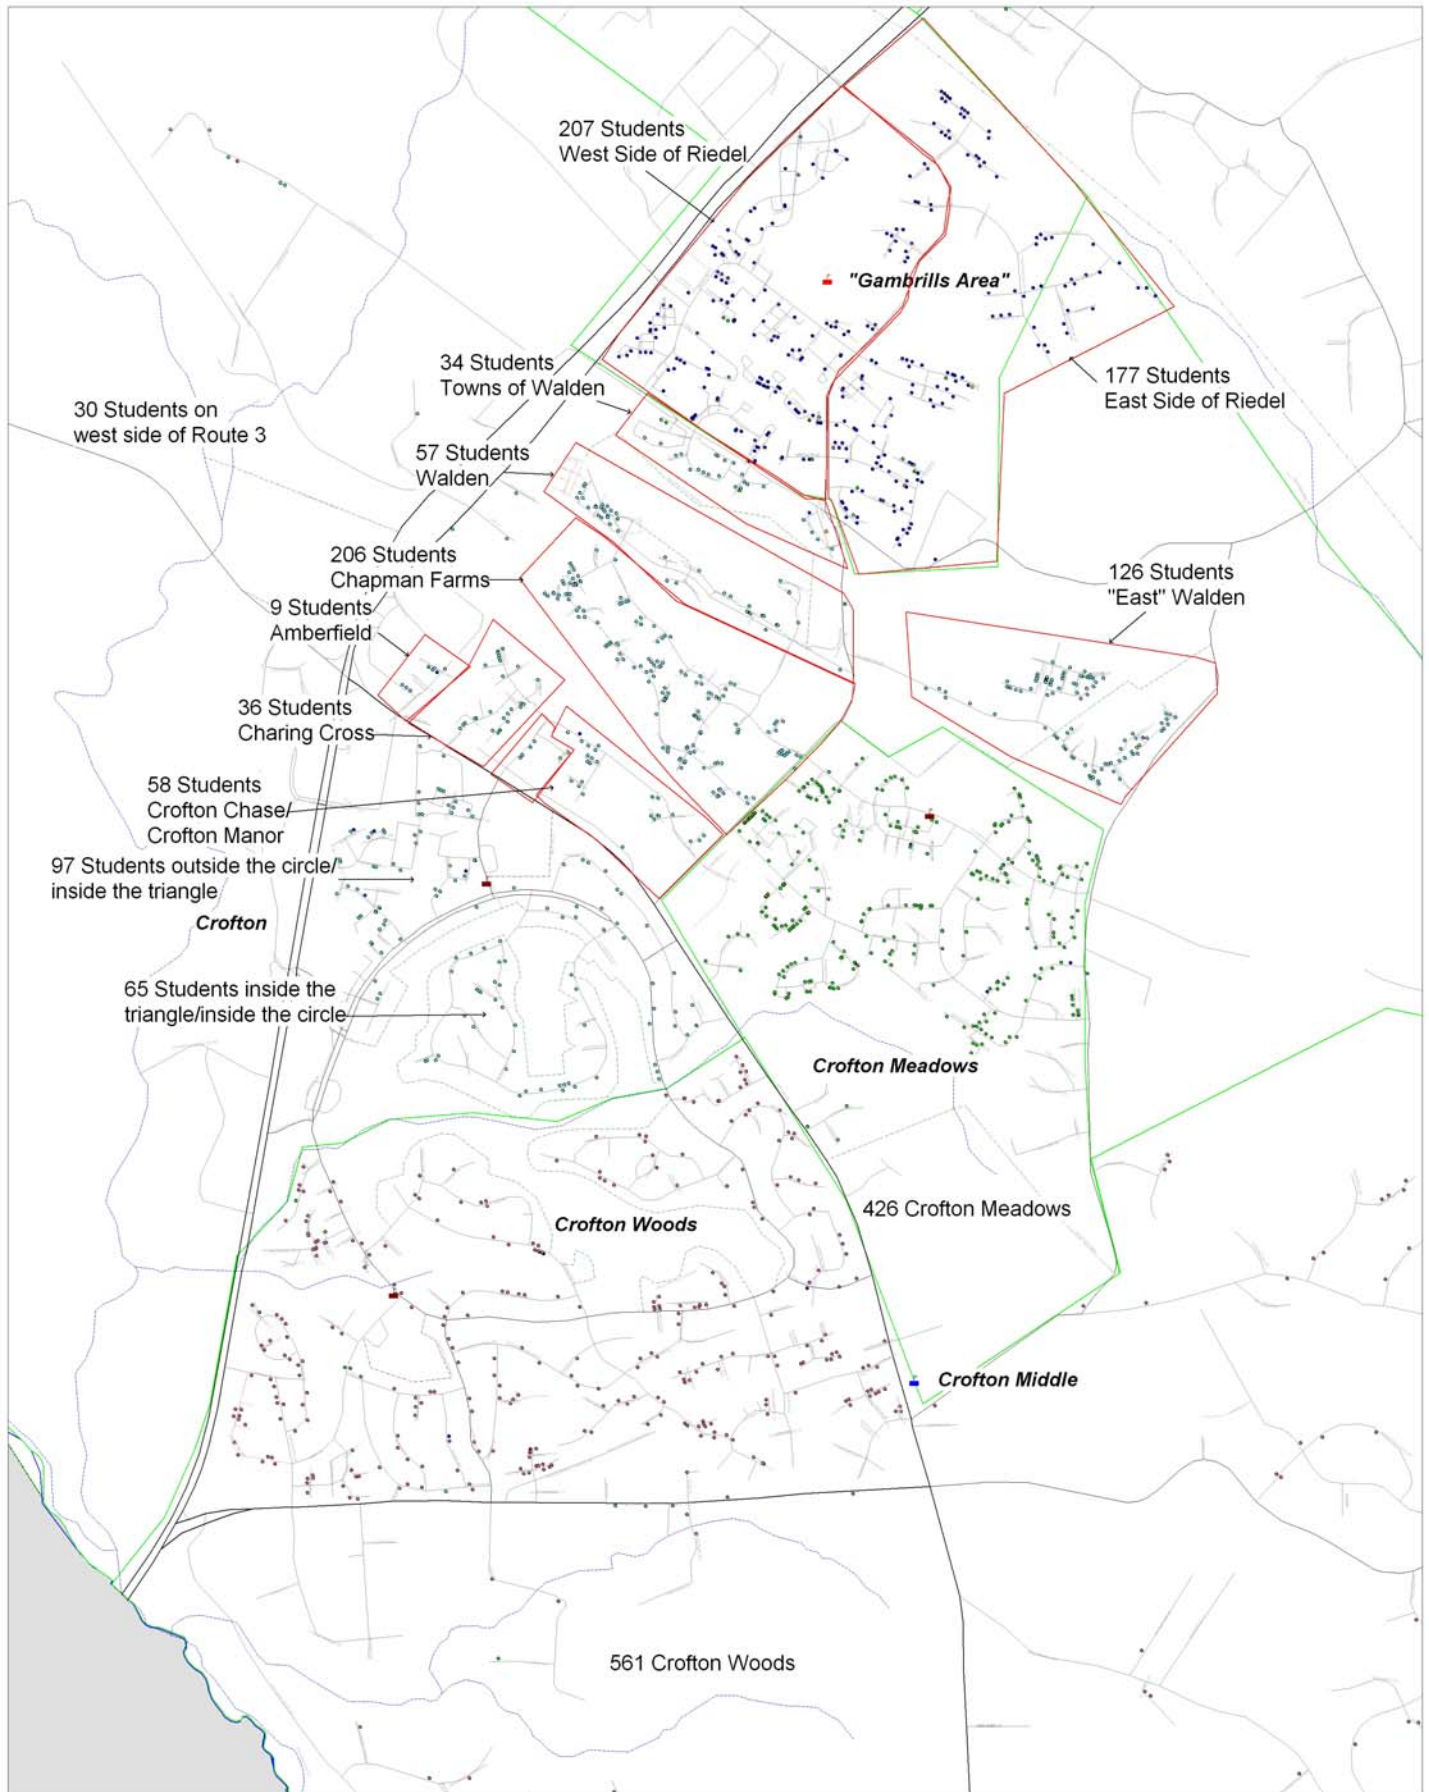 207 Students
West Side of Riedel
"Gambrills Area"
34 Students
Towns of Walden
177 Students
East Side of Riedel
30 Students on
west side of Route 3
57 Students
Walden
206 Students
Chapman Farms
126 Students
"East" Walden
9 Students
Amberfield
36 Students
Charing Cross
58 Students
Crofton Chase/
Crofton Manor
97 Students outside the circle/
inside the triangle
Crofton
65 Students inside the
triangle/inside the circle
Crofton Meadows
426 Crofton Meadows
Crofton Woods
Crofton Middle
561 Crofton Woods